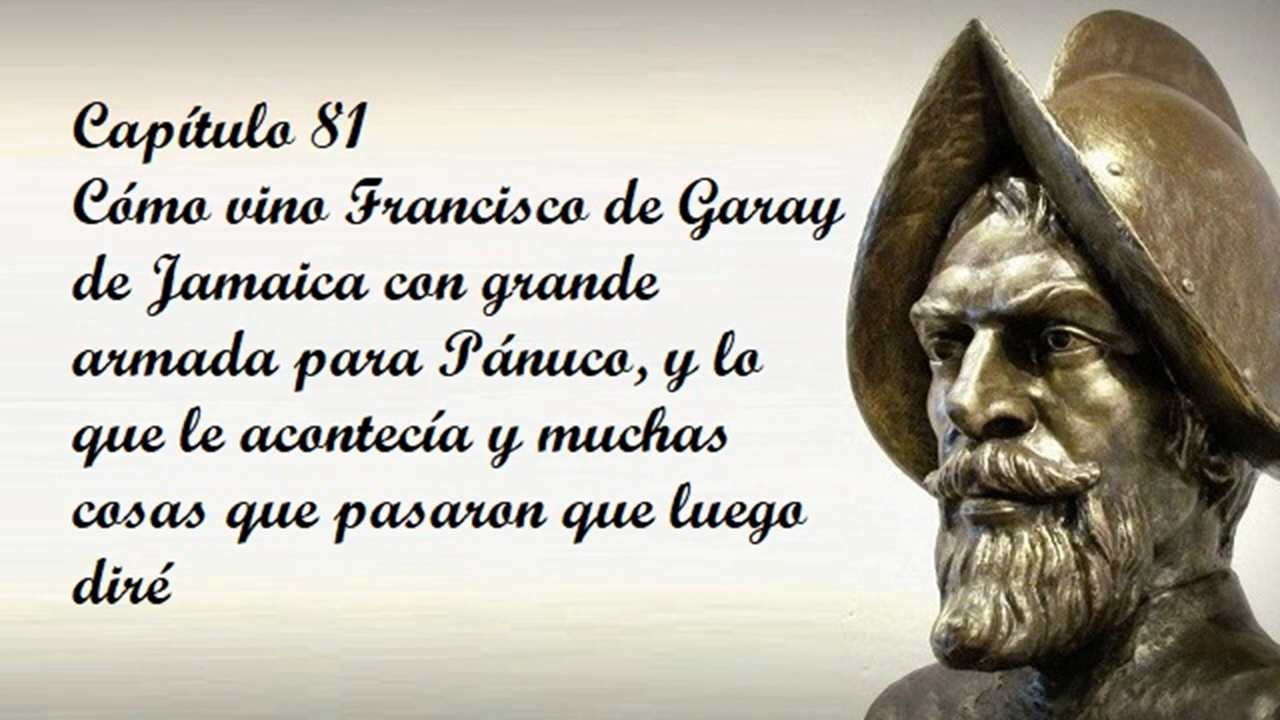 Capítulo 81
Cómo vino Francisco de Garay
de Jamaica con grande
armada para Pánuco, y lo
que le acontecía y muchas
cosas que pasaron que luego
diré